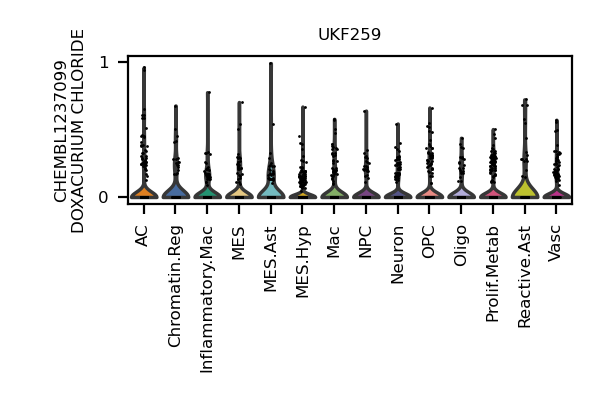 UKF259
CHEMBL1237099
DOXACURIUM CHLORIDE
1
0
AC
Chromatin.Reg
Inflammatory.Mac
MES
MES.Ast
MES.Hyp
Mac
NPC
Neuron
OPC
Oligo
Prolif.Metab
Reactive.Ast
Vasc